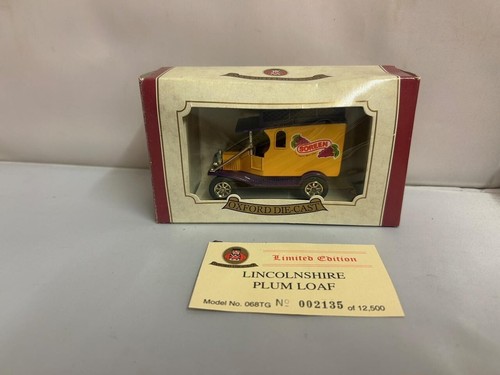 SOREEN
OXFORD DIE-CAST
Limited Edition
LINCOLNSHIRE
PLUM LOAF
Model No. 068TG Nº 002135 of 12,500